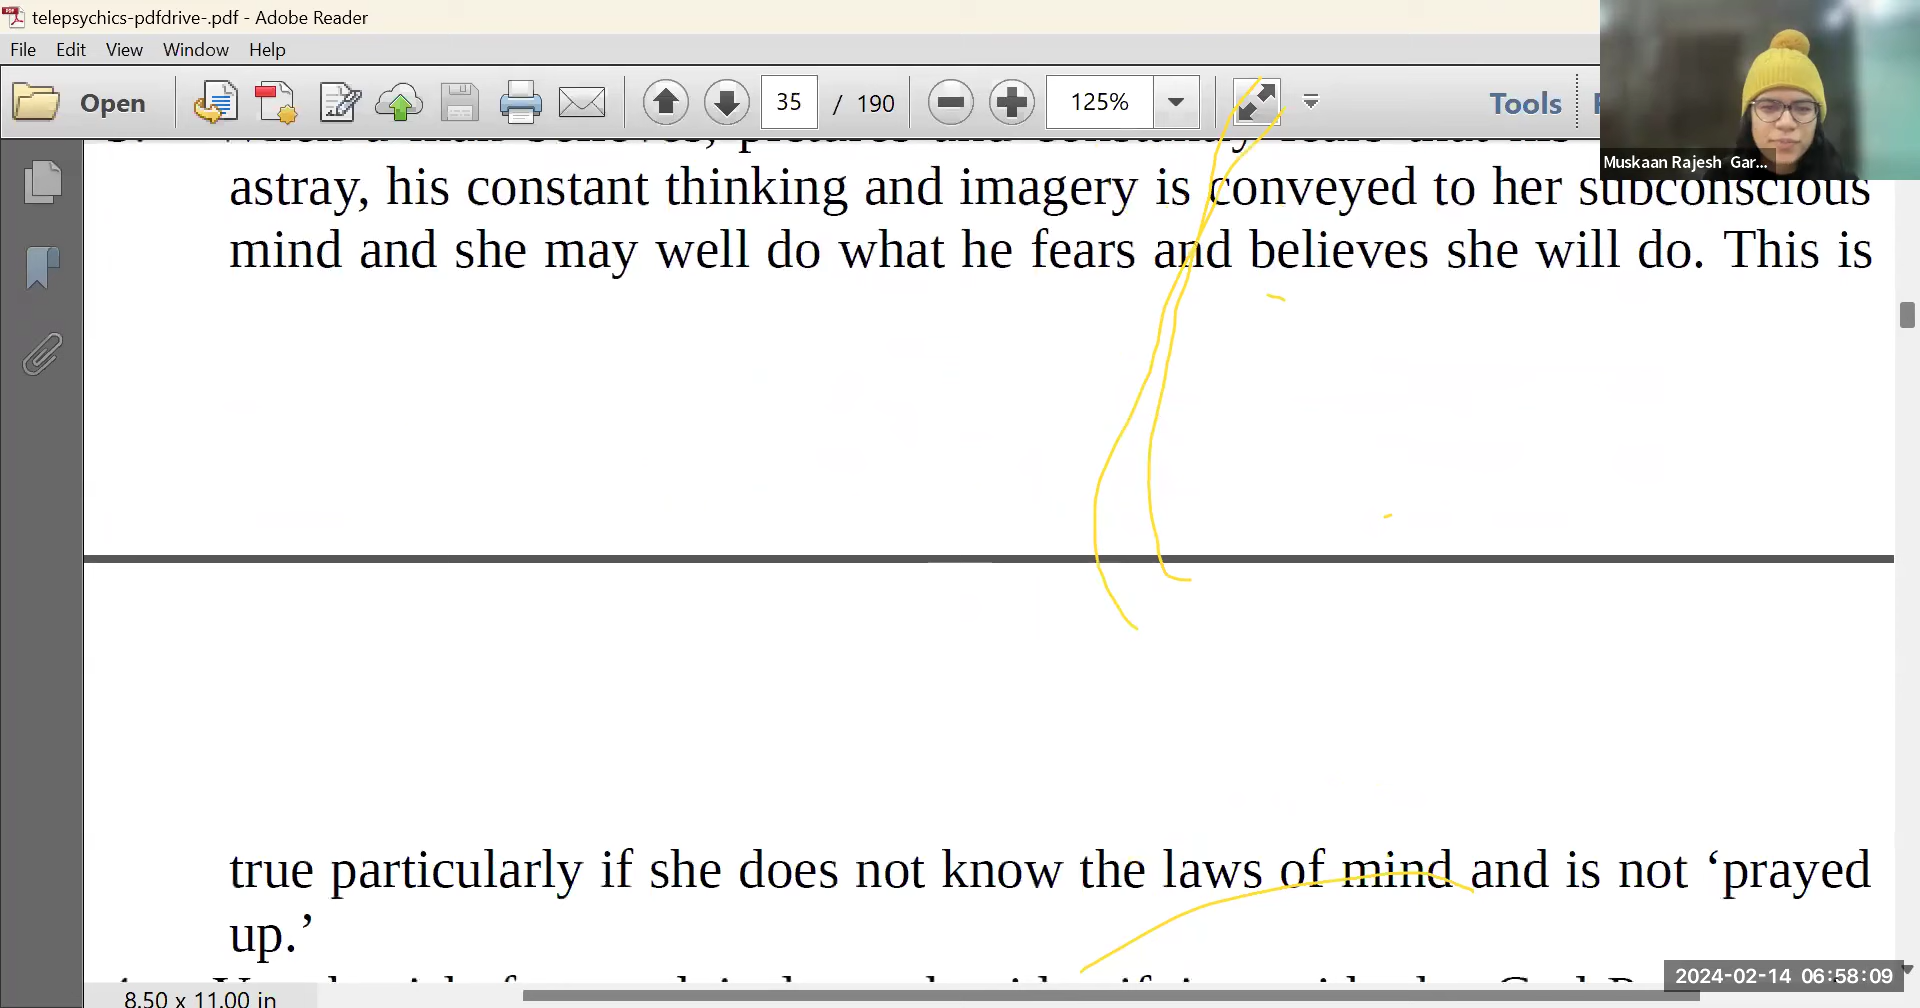 telepsychics-pdfdrive-.pdf - Adobe Reader
File Edit View Window Help
Open 35 / 190 125% Tools
Muskaan Rajesh Gar...
astray, his constant thinking and imagery is conveyed to her subconscious
mind and she may well do what he fears and believes she will do. This is
true particularly if she does not know the laws of mind and is not ‘prayed
up.’
2024-02-14 06:58:09
8.50 x 11.00 in